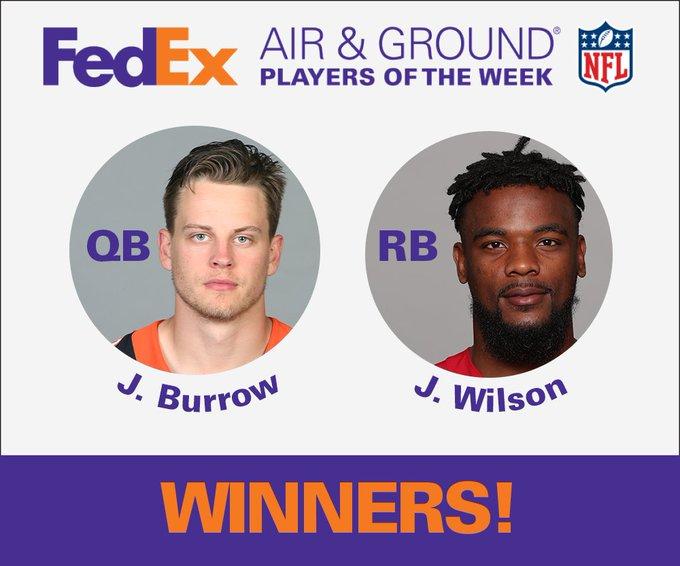 FedEx
AIR & GROUND®
PLAYERS OF THE WEEK
NFL
QB
RB
J. Burrow
J. Wilson
WINNERS!